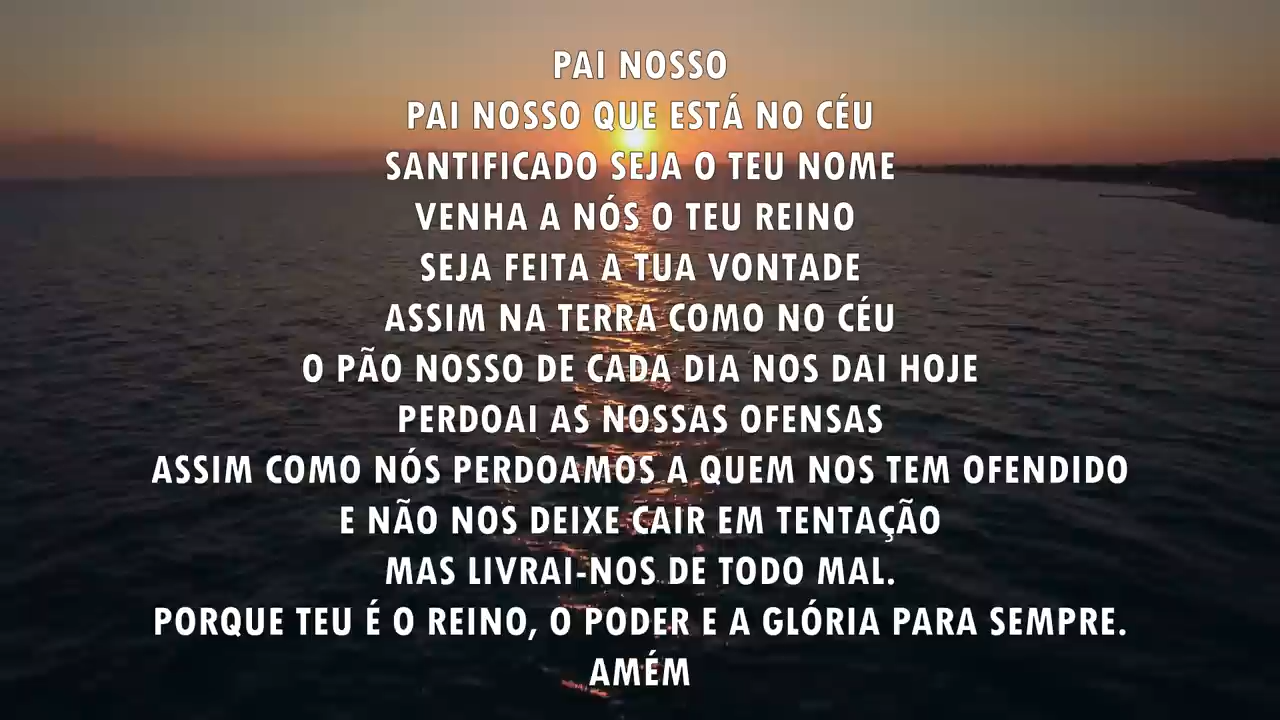 PAI NOSSO
PAI NOSSO QUE ESTÁ NO CÉU
SANTIFICADO SEJA O TEU NOME
VENHA A NÓS O TEU REINO
SEJA FEITA A TUA VONTADE
ASSIM NA TERRA COMO NO CÉU
O PÃO NOSSO DE CADA DIA NOS DAI HOJE
PERDOAI AS NOSSAS OFENSAS
ASSIM COMO NÓS PERDOAMOS A QUEM NOS TEM OFENDIDO
E NÃO NOS DEIXE CAIR EM TENTAÇÃO
MAS LIVRAI-NOS DE TODO MAL.
PORQUE TEU É O REINO, O PODER E A GLÓRIA PARA SEMPRE.
AMÉM